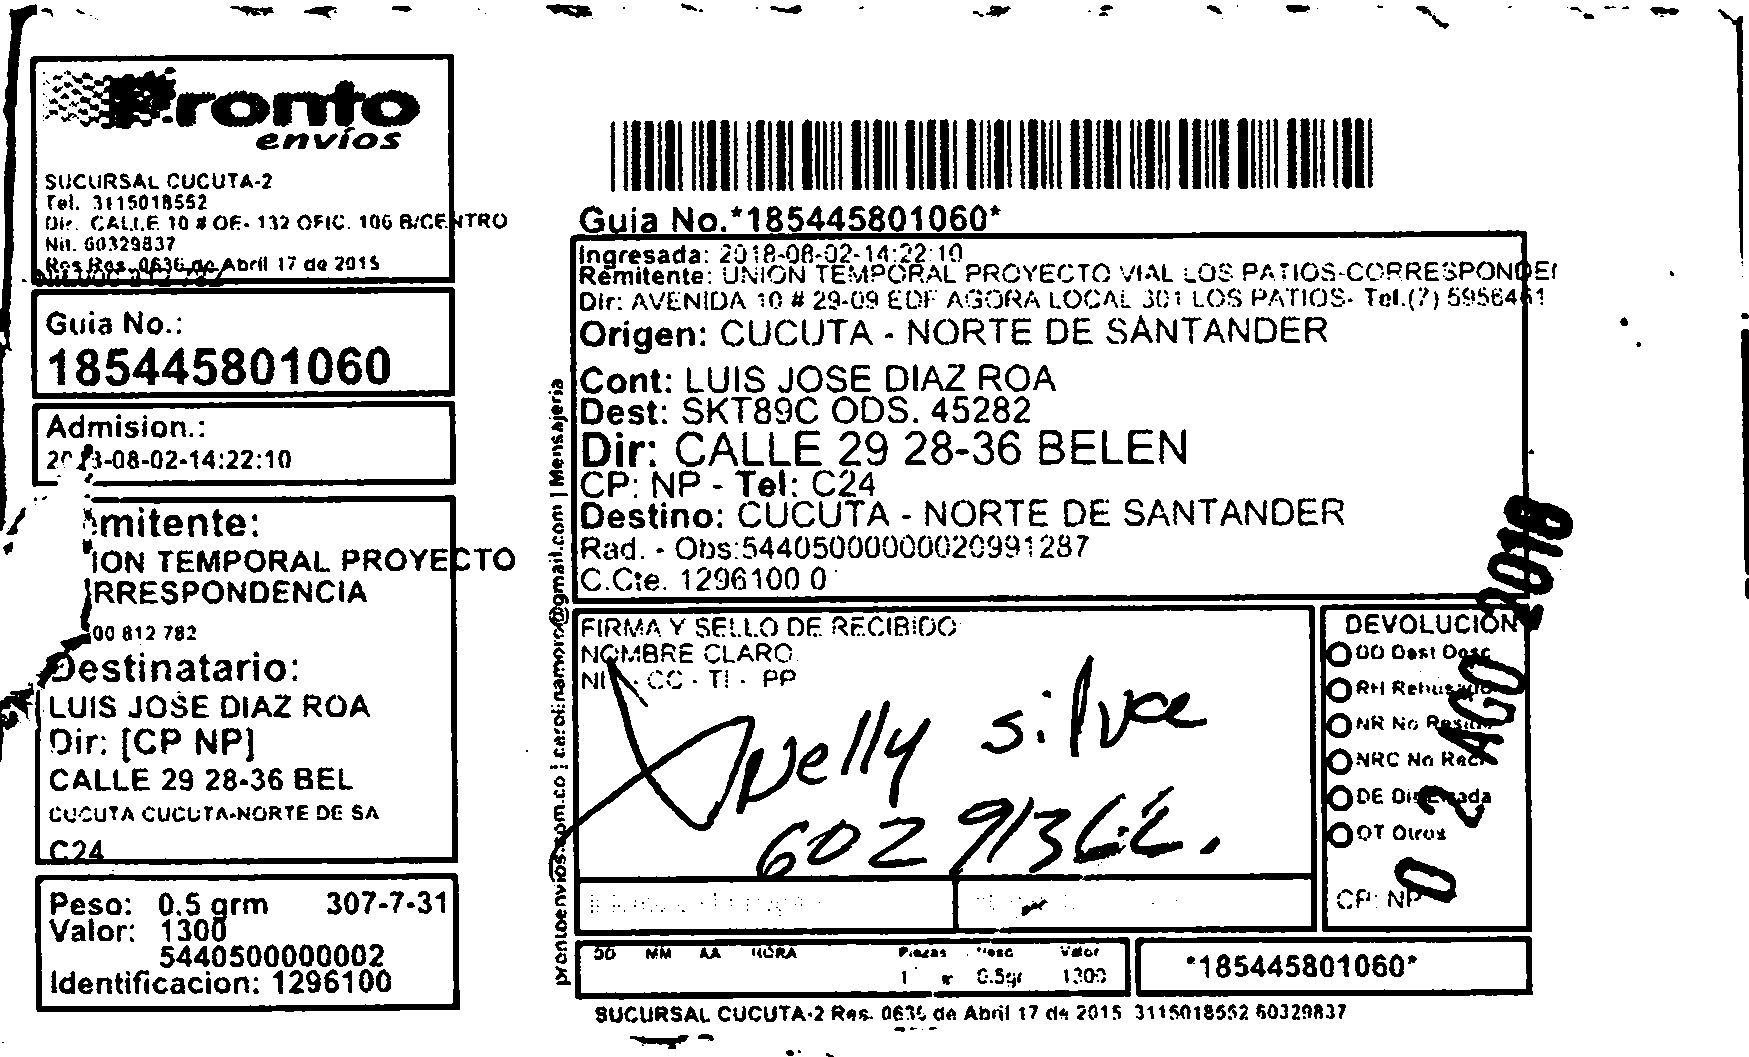 Pronto
envíos
SUCURSAL CUCUTA-2
Tel. 3115018552
Dir. CALLE 10 # OE- 132 OFIC. 106 B/CENTRO
Nit. 60329837
Res Res. 0636 de Abril 17 de 2015
Guia No.:
185445801060
Admision.:
-08-02-14:22:10
mitente:
ION TEMPORAL PROYECTO
RRESPONDENCIA
00 812 782
Destinatario:
LUIS JOSE DIAZ ROA
Dir: [CP NP]
CALLE 29 28-36 BEL
CUCUTA CUCUTA-NORTE DE SA
C24
Peso: 0.5 grm 307-7-31
Valor: 1300
5440500000002
Identificacion: 1296100
prontoenvios.com.co | carolinamoro@gmail.com | Mensajeria
Guia No.*185445801060*
Ingresada: 2018-08-02-14:22:10
Remitente: UNION TEMPORAL PROYECTO VIAL LOS PATIOS-CORRESPONDE
Dir: AVENIDA 10 # 29-09 EDF AGORA LOCAL 301 LOS PATIOS- Tel.(7) 5956461
Origen: CUCUTA - NORTE DE SANTANDER
Cont: LUIS JOSE DIAZ ROA
Dest: SKT89C ODS. 45282
Dir: CALLE 29 28-36 BELEN
CP: NP - Tel: C24
Destino: CUCUTA - NORTE DE SANTANDER
Rad. - Obs:54405000000020991287
C.Cte. 1296100 0
FIRMA Y SELLO DE RECIBIDO
NOMBRE CLARO
NI - CC - TI - PP
Nelly Silva
60291362.
DEVOLUCION
DD Dest Desc
RH Rehusado
NR No Resid
NRC No Recl
DE Direrrada
OT Otros
CP: NP
02 AGO 2018
DD MM AA HORA Piezas Peso Valor
1 0.5gr 1300
*185445801060*
SUCURSAL CUCUTA-2 Res. 0636 de Abril 17 de 2015 3115018552 60329837